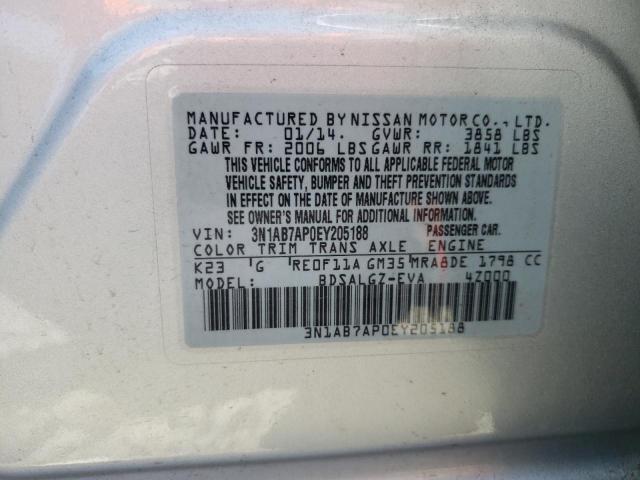 MANUFACTURED BY NISSAN MOTOR CO., LTD.
DATE: 01/14. GVWR: 3858 LBS
GAWR FR: 2006 LBS GAWR RR: 1841 LBS
THIS VEHICLE CONFORMS TO ALL APPLICABLE FEDERAL MOTOR
VEHICLE SAFETY, BUMPER AND THEFT PREVENTION STANDARDS
IN EFFECT ON THE DATE OF MANUFACTURE SHOWN ABOVE.
SEE OWNER'S MANUAL FOR ADDITIONAL INFORMATION.
VIN: 3N1AB7AP0EY205188 PASSENGER CAR.
COLOR TRIM TRANS AXLE ENGINE
K23 G RE0F11A GM35 MRA8DE 1798 CC
MODEL: BDSALGZ-EVA 4Z000
3N1AB7AP0EY205188